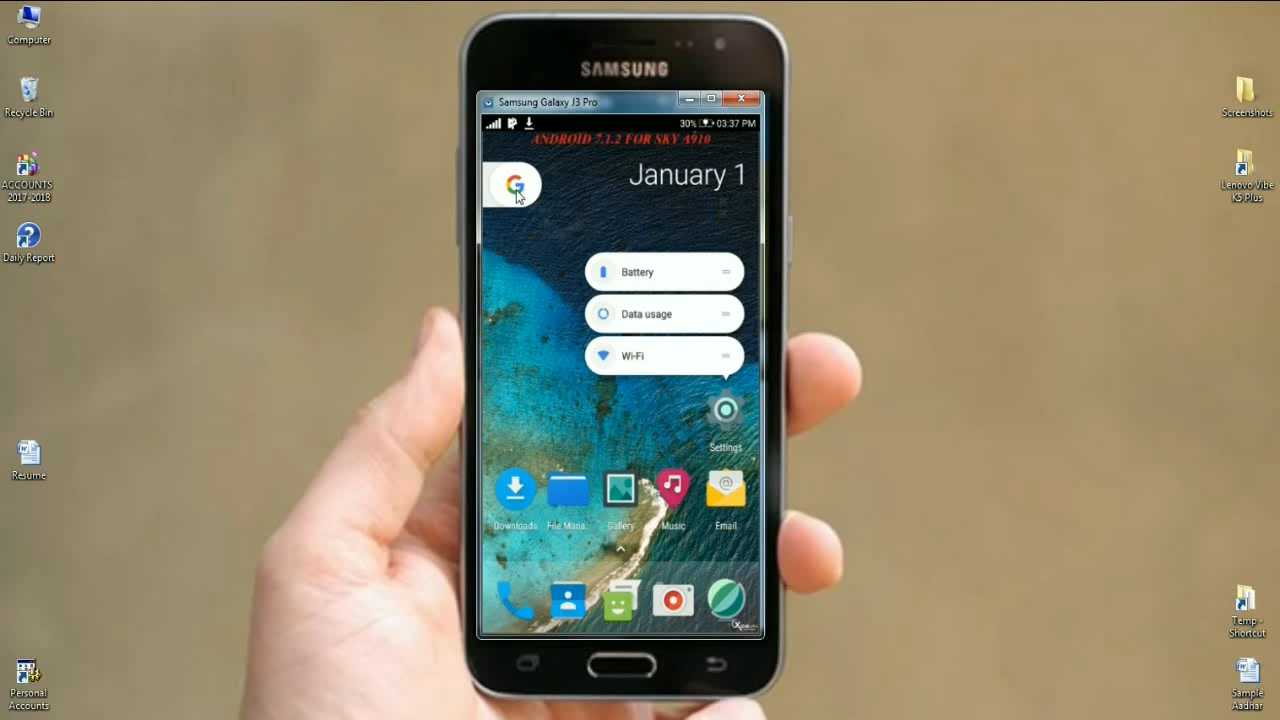 Computer
Recycle Bin
ACCOUNTS
2017-2018
Daily Report
Resume
Personal
Accounts
SAMSUNG
Samsung Galaxy J3 Pro
30% 03:37 PM
ANDROID 7.1.2 FOR SKY A910
G
January 1
Battery
Data usage
Wi-Fi
Settings
Downloads
File Mana..
Gallery
Music
Email
Screenshots
Lenovo Vibe
K5 Plus
Temp -
Shortcut
Sample
Aadhar